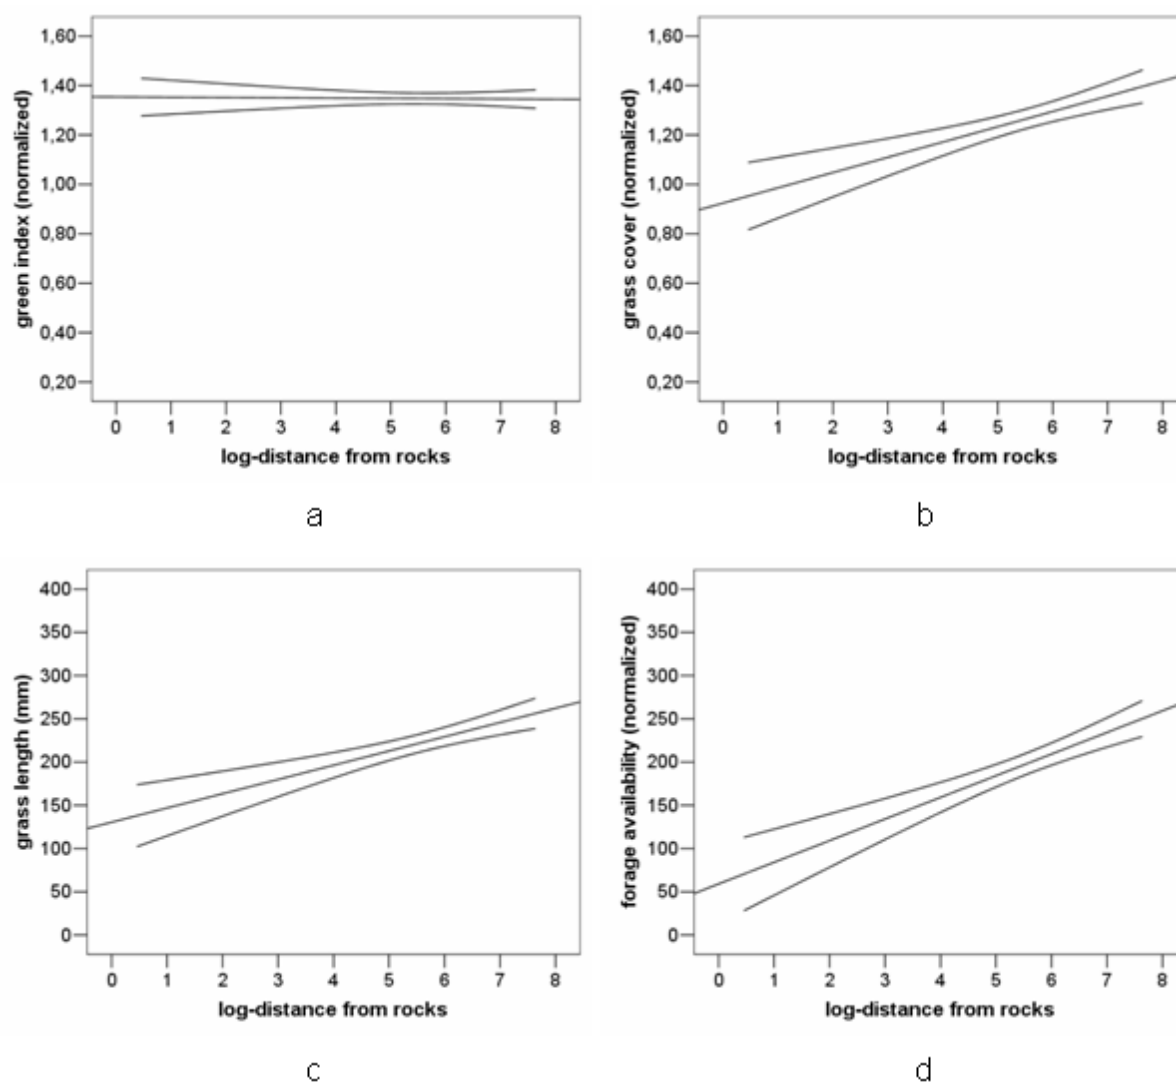 green index (normalized)
1,60
1,40
1,20
1,00
0,80
0,60
0,40
0,20
0 1 2 3 4 5 6 7 8
log-distance from rocks
a
grass cover (normalized)
1,60
1,40
1,20
1,00
0,80
0,60
0,40
0,20
0 1 2 3 4 5 6 7 8
log-distance from rocks
b
grass length (mm)
400
350
300
250
200
150
100
50
0
0 1 2 3 4 5 6 7 8
log-distance from rocks
c
forage availability (normalized)
400
350
300
250
200
150
100
50
0
0 1 2 3 4 5 6 7 8
log-distance from rocks
d